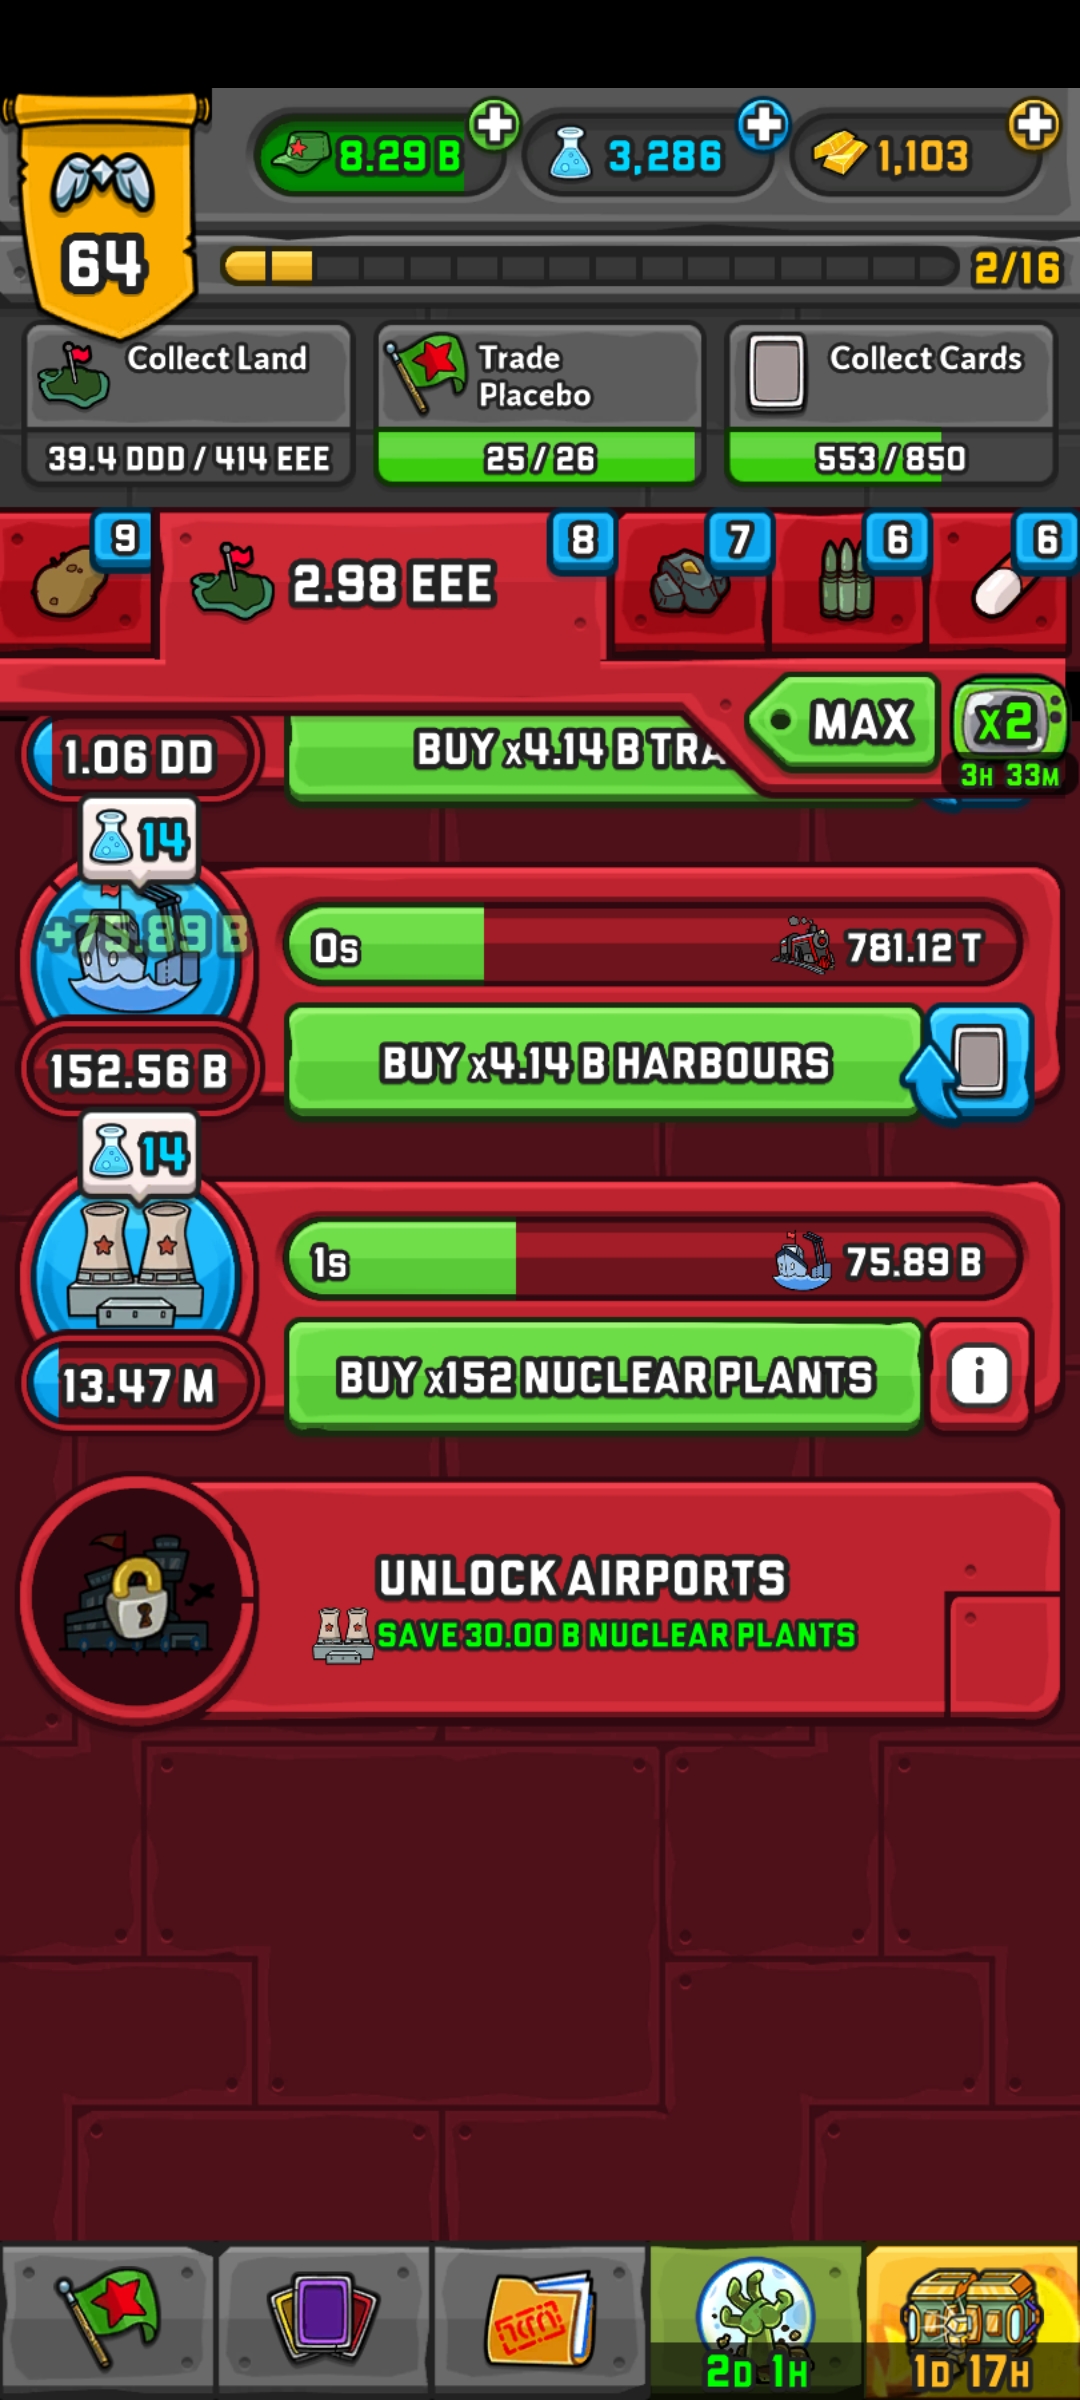 64
8.29 B
3,286
1,103
2/16
Collect Land
39.4 DDD / 414 EEE
Trade
Placebo
25 / 26
Collect Cards
553 / 850
9
2.98 EEE
8
7
6
6
MAX
x2
3H 33M
1.06 DD
BUY x4.14 B TRA
14
+75.89 B
0s
781.12 T
152.56 B
BUY x4.14 B HARBOURS
14
1s
75.89 B
13.47 M
BUY x152 NUCLEAR PLANTS
i
UNLOCK AIRPORTS
SAVE 30.00 B NUCLEAR PLANTS
2D 1H
1D 17H